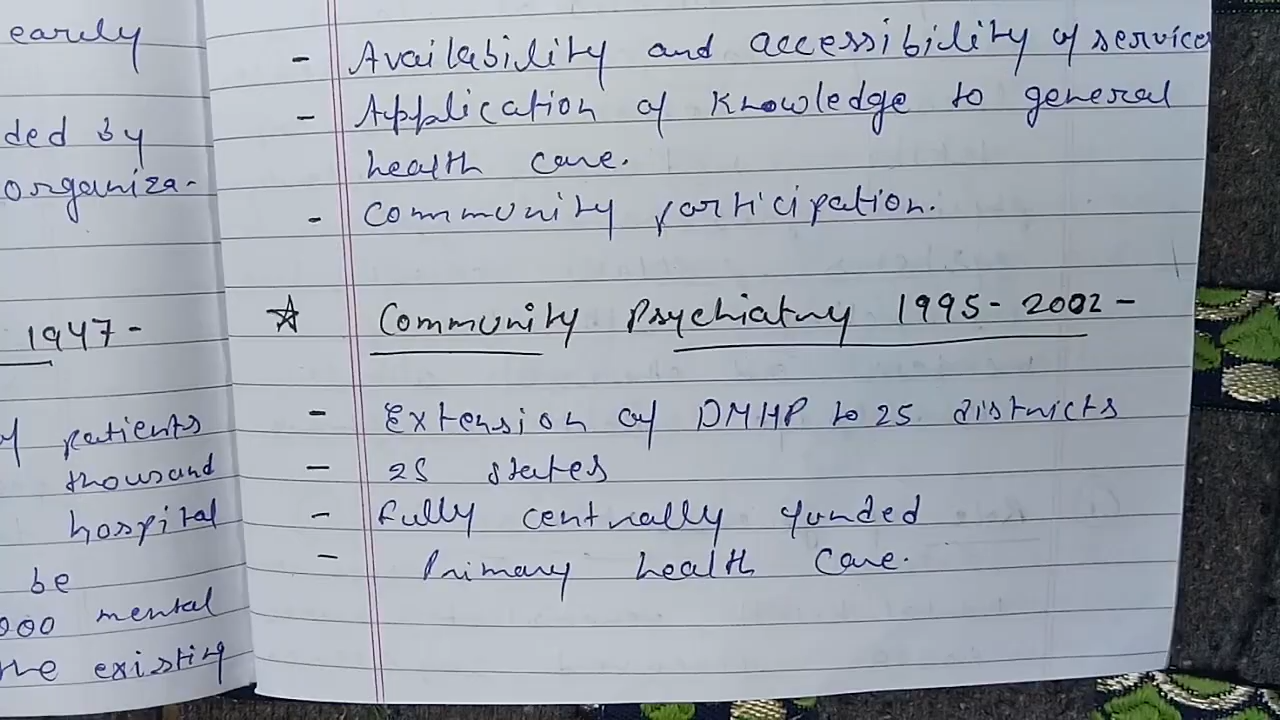 early
ded by
organiza-
1947-
of patients
thousand
hospital
be
000 mental
the existing
- Availability and accessibility of service
- Application of knowledge to general
health care.
- Community participation.
☆ Community Psychiatry 1995-2002-
- Extension of DMHP to 25 districts
- 25 states
- Fully centrally funded
- Primary health care.